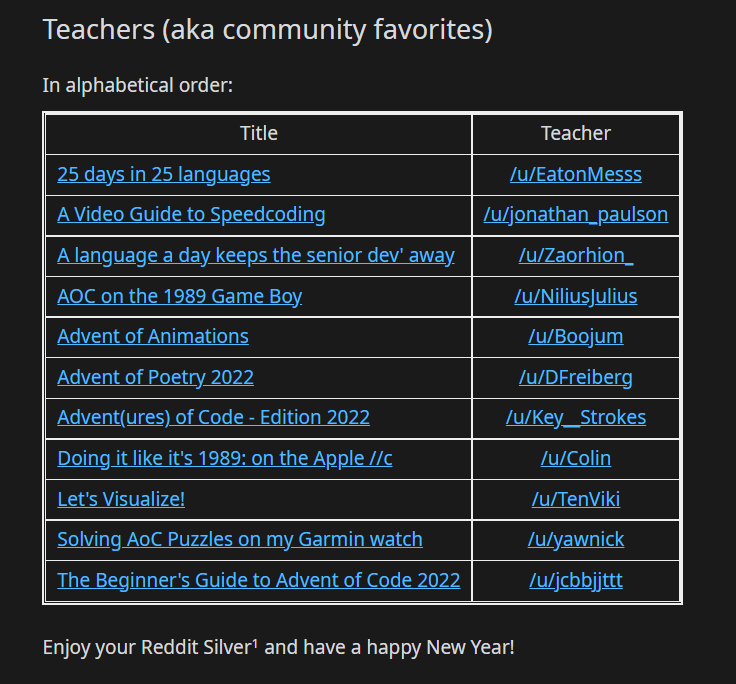 Teachers (aka community favorites)
In alphabetical order:
Title Teacher
25 days in 25 languages /u/EatonMesss
A Video Guide to Speedcoding /u/jonathan_paulson
A language a day keeps the senior dev' away /u/Zaorhion_
AOC on the 1989 Game Boy /u/NiliusJulius
Advent of Animations /u/Boojum
Advent of Poetry 2022 /u/DFreiberg
Advent(ures) of Code - Edition 2022 /u/Key__Strokes
Doing it like it's 1989: on the Apple //c /u/Colin
Let's Visualize! /u/TenViki
Solving AoC Puzzles on my Garmin watch /u/yawnick
The Beginner's Guide to Advent of Code 2022 /u/jcbbjjttt
Enjoy your Reddit Silver¹ and have a happy New Year!